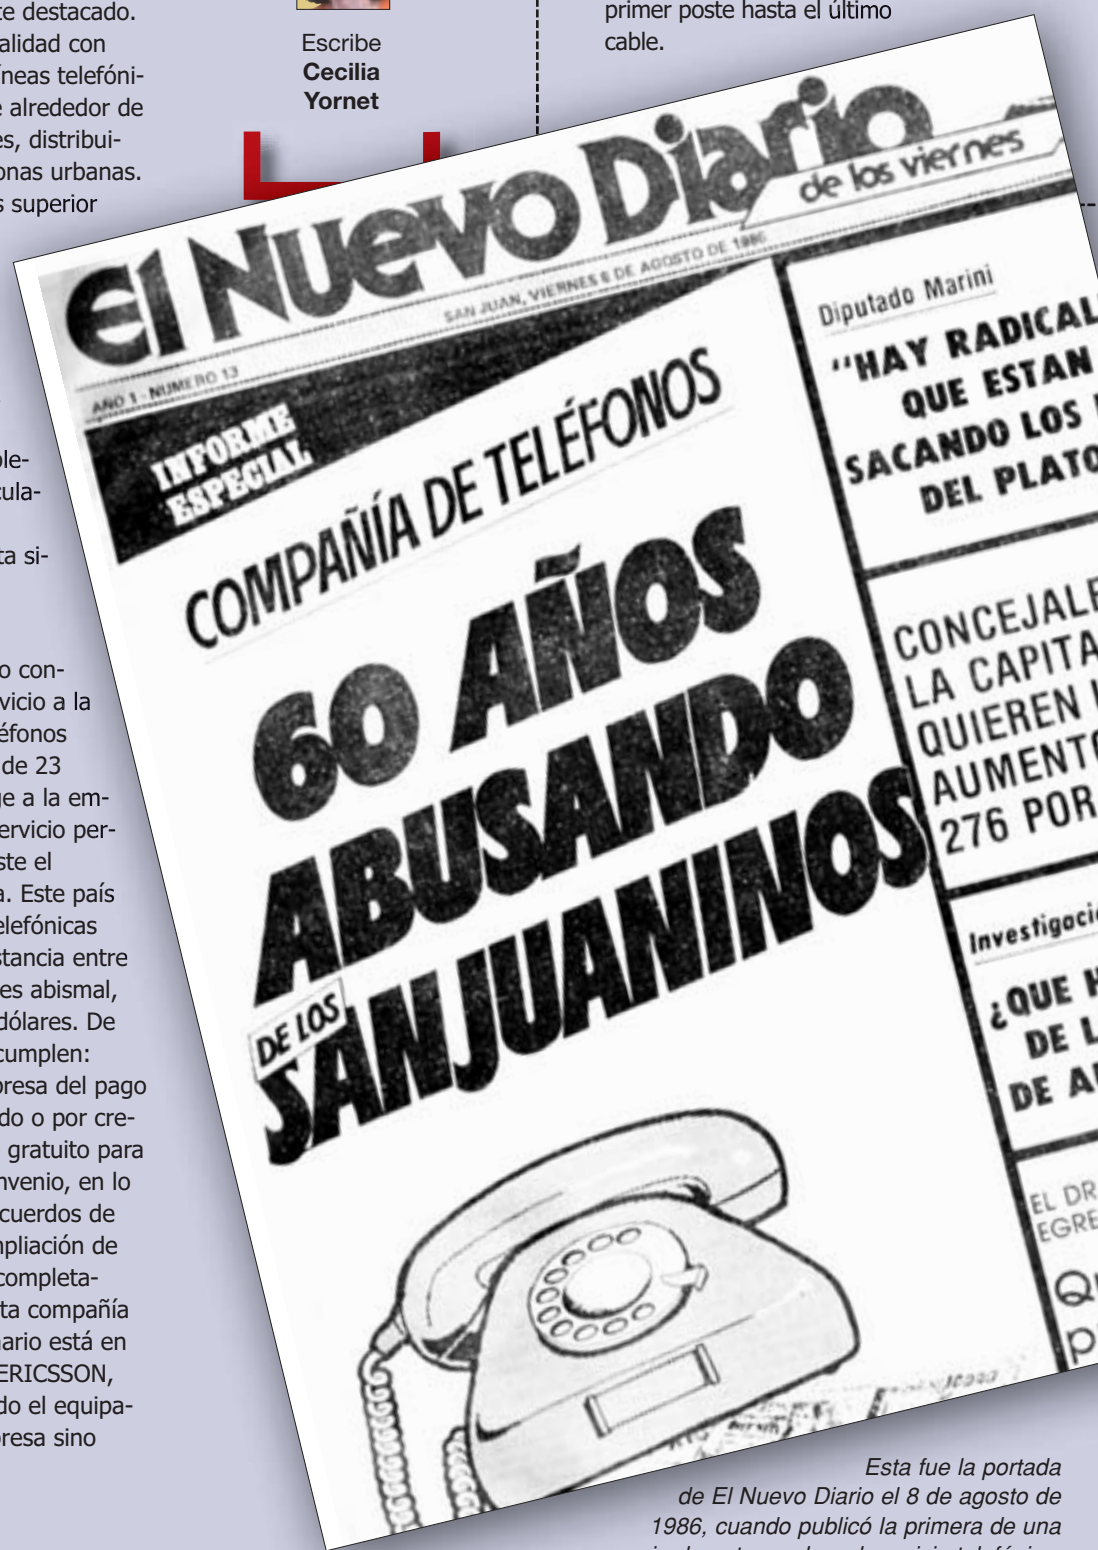 te destacado.
alidad con
íneas telefóni-
e alrededor de
es, distribui-
onas urbanas.
s superior
ple-
cula-
ta si-
o con-
vicio a la
éfonos
de 23
ge a la em-
ervicio per-
ste el
a. Este país
elefónicas
stancia entre
es abismal,
dólares. De
cumplen:
presa del pago
do o por cre-
gratuito para
nvenio, en lo
cuerdos de
mpliación de
completa-
ta compañía
nario está en
ERICSSON,
do el equipa-
presa sino
Escribe
Cecilia
Yornet
primer poste hasta el último
cable.
El Nuevo Diario
de los viernes
SAN JUAN, VIERNES 8 DE AGOSTO DE 1986
AÑO 1 - NUMERO 13
INFORME
ESPECIAL
COMPAÑÍA DE TELÉFONOS
60 AÑOS
ABUSANDO
DE LOS
SANJUANINOS
Diputado Marini
"HAY RADICAL
QUE ESTAN
SACANDO LOS
DEL PLATO
CONCEJALE
LA CAPITA
QUIEREN
AUMENTO
276 POR
Investigació
¿QUE H
DE L
DE A
EL DR
EGRE
Qu
p
Esta fue la portada
de El Nuevo Diario el 8 de agosto de
1986, cuando publicó la primera de una